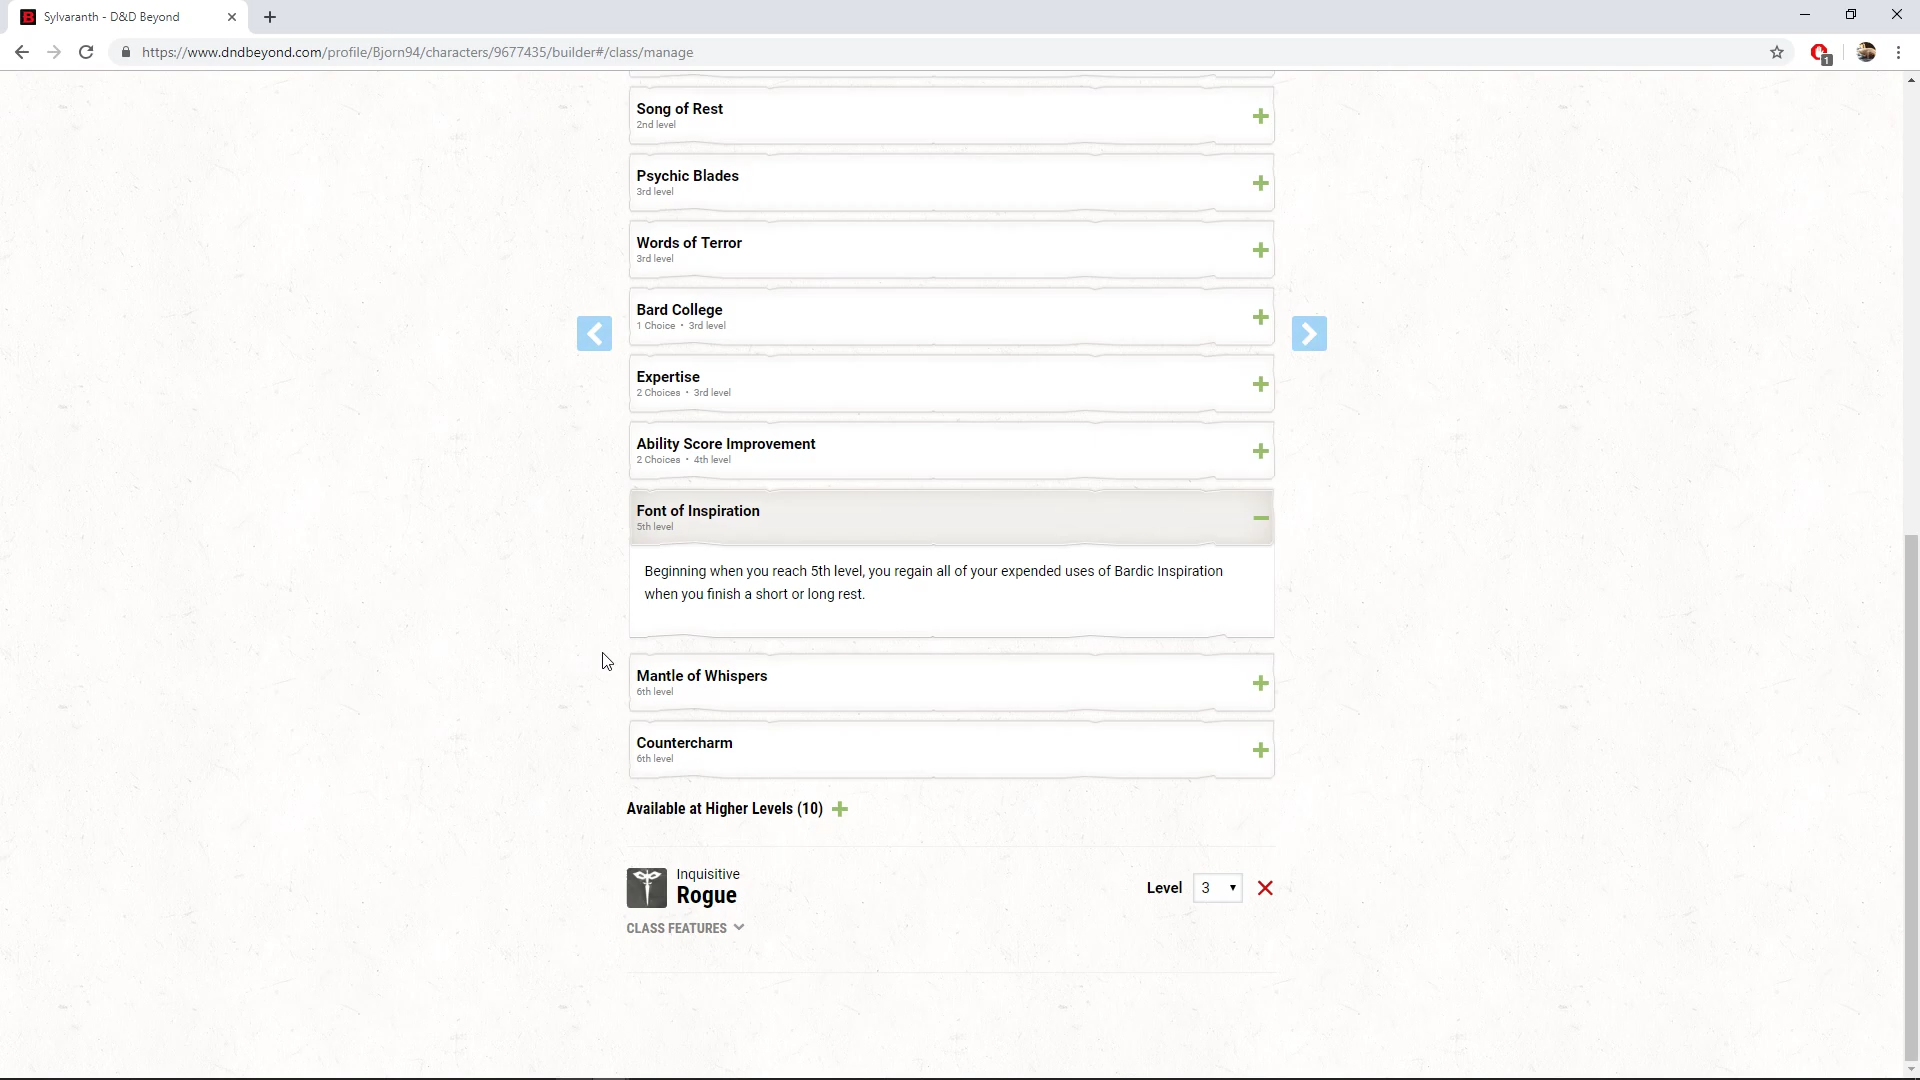 Sylvaranth - D&D Beyond
https://www.dndbeyond.com/profile/Bjorn94/characters/9677435/builder#/class/manage
1
Song of Rest
2nd level
Psychic Blades
3rd level
Words of Terror
3rd level
Bard College
1 Choice • 3rd level
Expertise
2 Choices • 3rd level
Ability Score Improvement
2 Choices • 4th level
Font of Inspiration
5th level
Beginning when you reach 5th level, you regain all of your expended uses of Bardic Inspiration
when you finish a short or long rest.
Mantle of Whispers
6th level
Countercharm
6th level
Available at Higher Levels (10)
Inquisitive
Rogue
Level 3
CLASS FEATURES